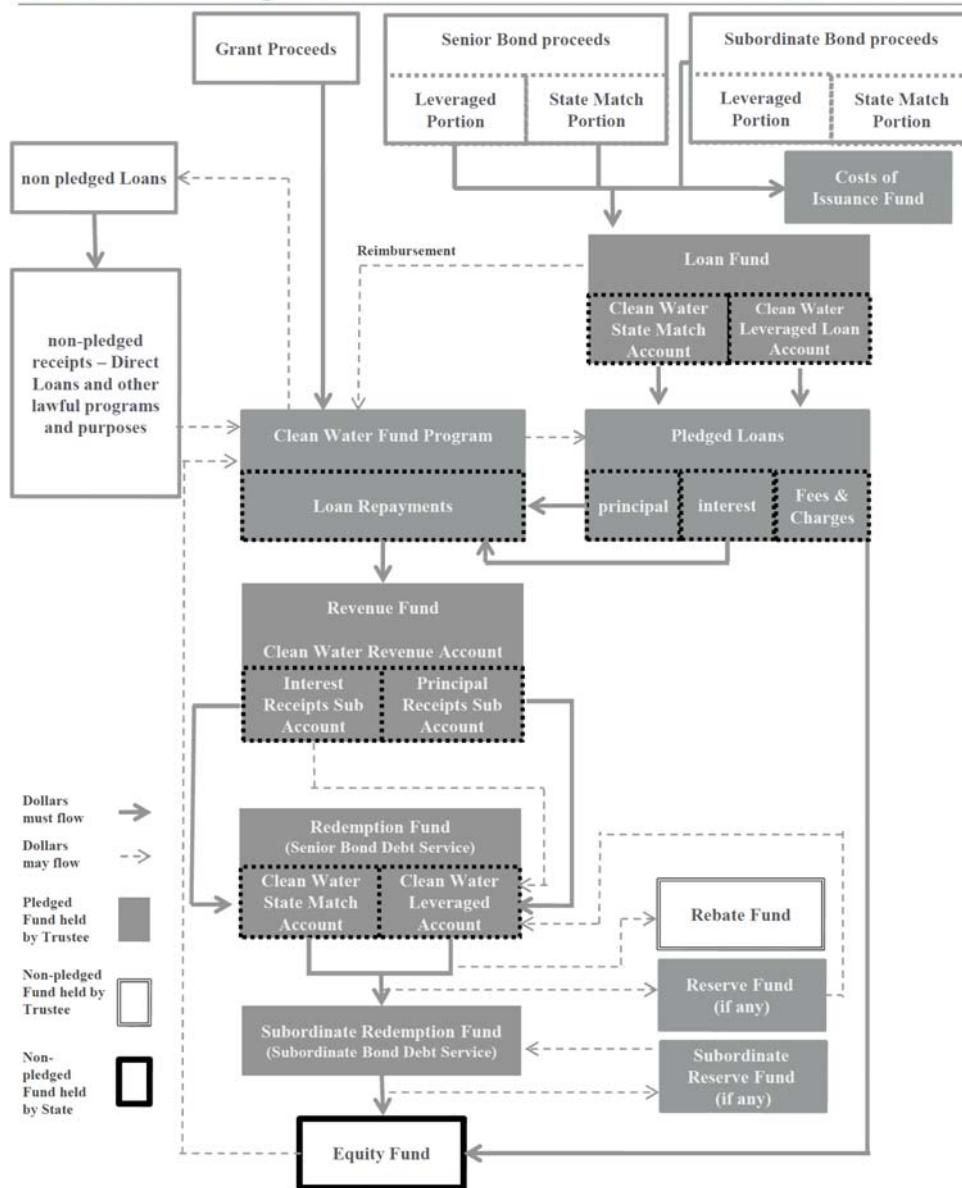 Grant Proceeds
Senior Bond proceeds
Leveraged
Portion
State Match
Portion
Subordinate Bond proceeds
Leveraged
Portion
State Match
Portion
Costs of
Issuance Fund
non pledged Loans
Reimbursement
Loan Fund
Clean Water
State Match
Account
Clean Water
Leveraged Loan
Account
non-pledged
receipts – Direct
Loans and other
lawful programs
and purposes
Clean Water Fund Program
Loan Repayments
Pledged Loans
principal
interest
Fees &
Charges
Revenue Fund
Clean Water Revenue Account
Interest
Receipts Sub
Account
Principal
Receipts Sub
Account
Dollars
must flow
Dollars
may flow
Pledged
Fund held
by Trustee
Non-pledged
Fund held by
Trustee
Non-
pledged
Fund held
by State
Redemption Fund
(Senior Bond Debt Service)
Clean Water
State Match
Account
Clean Water
Leveraged
Account
Rebate Fund
Reserve Fund
(if any)
Subordinate Redemption Fund
(Subordinate Bond Debt Service)
Subordinate
Reserve Fund
(if any)
Equity Fund